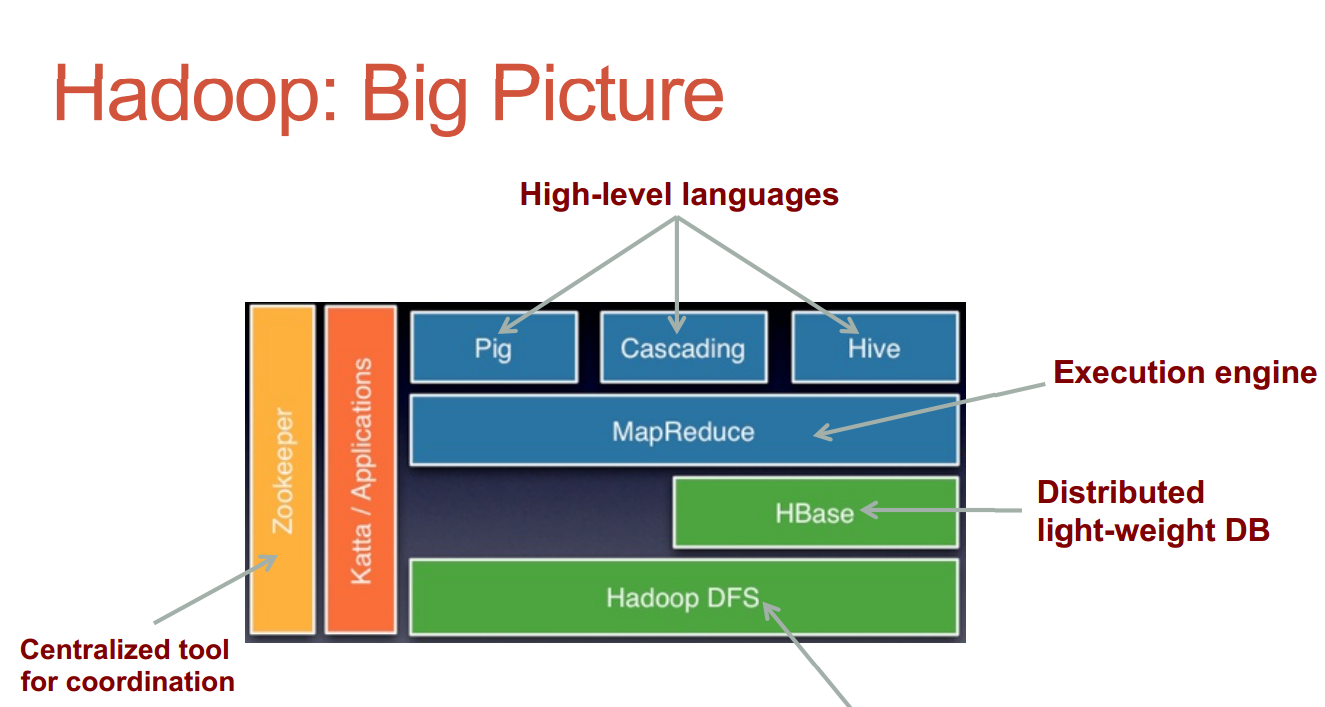 Hadoop: Big Picture
High-level languages
Pig
Cascading
Hive
Execution engine
MapReduce
Zookeeper
Katta / Applications
HBase
Distributed
light-weight DB
Hadoop DFS
Centralized tool
for coordination